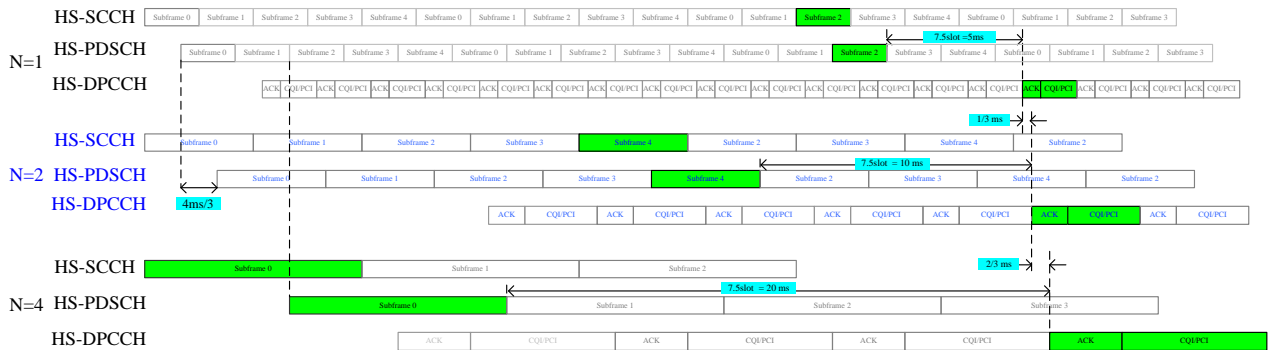 HS-SCCH Subframe 0 Subframe 1 Subframe 2 Subframe 3 Subframe 4 Subframe 0 Subframe 1 Subframe 2 Subframe 3 Subframe 4 Subframe 0 Subframe 1 Subframe 2 Subframe 3 Subframe 4 Subframe 0 Subframe 1 Subframe 2 Subframe 3
7.5slot =5ms
HS-PDSCH Subframe 0 Subframe 1 Subframe 2 Subframe 3 Subframe 4 Subframe 0 Subframe 1 Subframe 2 Subframe 3 Subframe 4 Subframe 0 Subframe 1 Subframe 2 Subframe 3 Subframe 4 Subframe 0 Subframe 1 Subframe 2 Subframe 3
N=1
HS-DPCCH ACK CQI/PCI ACK CQI/PCI ACK CQI/PCI ACK CQI/PCI ACK CQI/PCI ACK CQI/PCI ACK CQI/PCI ACK CQI/PCI ACK CQI/PCI ACK CQI/PCI ACK CQI/PCI ACK CQI/PCI ACK CQI/PCI ACK CQI/PCI ACK CQI/PCI ACK CQI/PCI ACK CQI/PCI ACK CQI/PCI
1/3 ms
HS-SCCH Subframe 0 Subframe 1 Subframe 2 Subframe 3 Subframe 4 Subframe 2 Subframe 3 Subframe 4 Subframe 2
7.5slot = 10 ms
N=2 HS-PDSCH Subframe 0 Subframe 1 Subframe 2 Subframe 3 Subframe 4 Subframe 2 Subframe 3 Subframe 4 Subframe 2
4ms/3
HS-DPCCH ACK CQI/PCI ACK CQI/PCI ACK CQI/PCI ACK CQI/PCI ACK CQI/PCI ACK CQI/PCI ACK CQI/PCI
2/3 ms
HS-SCCH Subframe 0 Subframe 1 Subframe 2
7.5slot = 20 ms
N=4 HS-PDSCH Subframe 0 Subframe 1 Subframe 2 Subframe 3
HS-DPCCH ACK CQI/PCI ACK CQI/PCI ACK CQI/PCI ACK CQI/PCI